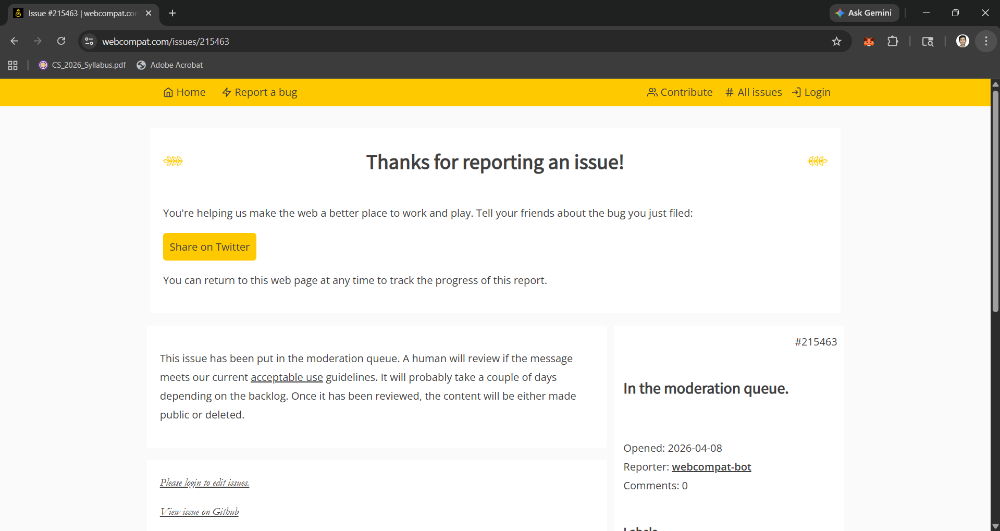 Issue #215463 | webcompat.co
Ask Gemini
webcompat.com/issues/215463
CS_2026_Syllabus.pdf
Adobe Acrobat
Home
Report a bug
Contribute
# All issues
Login
Thanks for reporting an issue!
You're helping us make the web a better place to work and play. Tell your friends about the bug you just filed:
Share on Twitter
You can return to this web page at any time to track the progress of this report.
This issue has been put in the moderation queue. A human will review if the message
meets our current acceptable use guidelines. It will probably take a couple of days
depending on the backlog. Once it has been reviewed, the content will be either made
public or deleted.
Please login to edit issues.
View issue on Github
#215463
In the moderation queue.
Opened: 2026-04-08
Reporter: webcompat-bot
Comments: 0
Labels